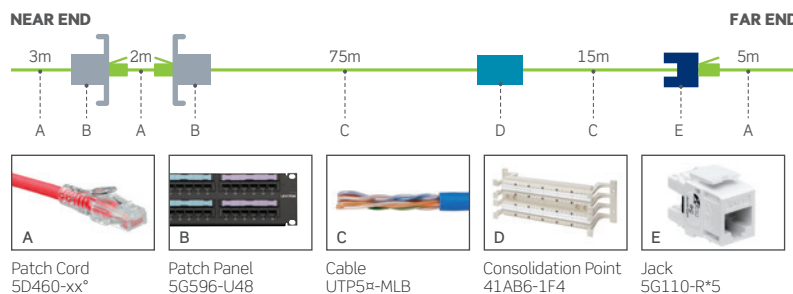 NEAR END FAR END
3m 2m 75m 15m 5m
A B A B C D C E A
A B C D E
Patch Cord Patch Panel Cable Consolidation Point Jack
5D460-xx° 5G596-U48 UTP5¤-MLB 41AB6-1F4 5G110-R*5